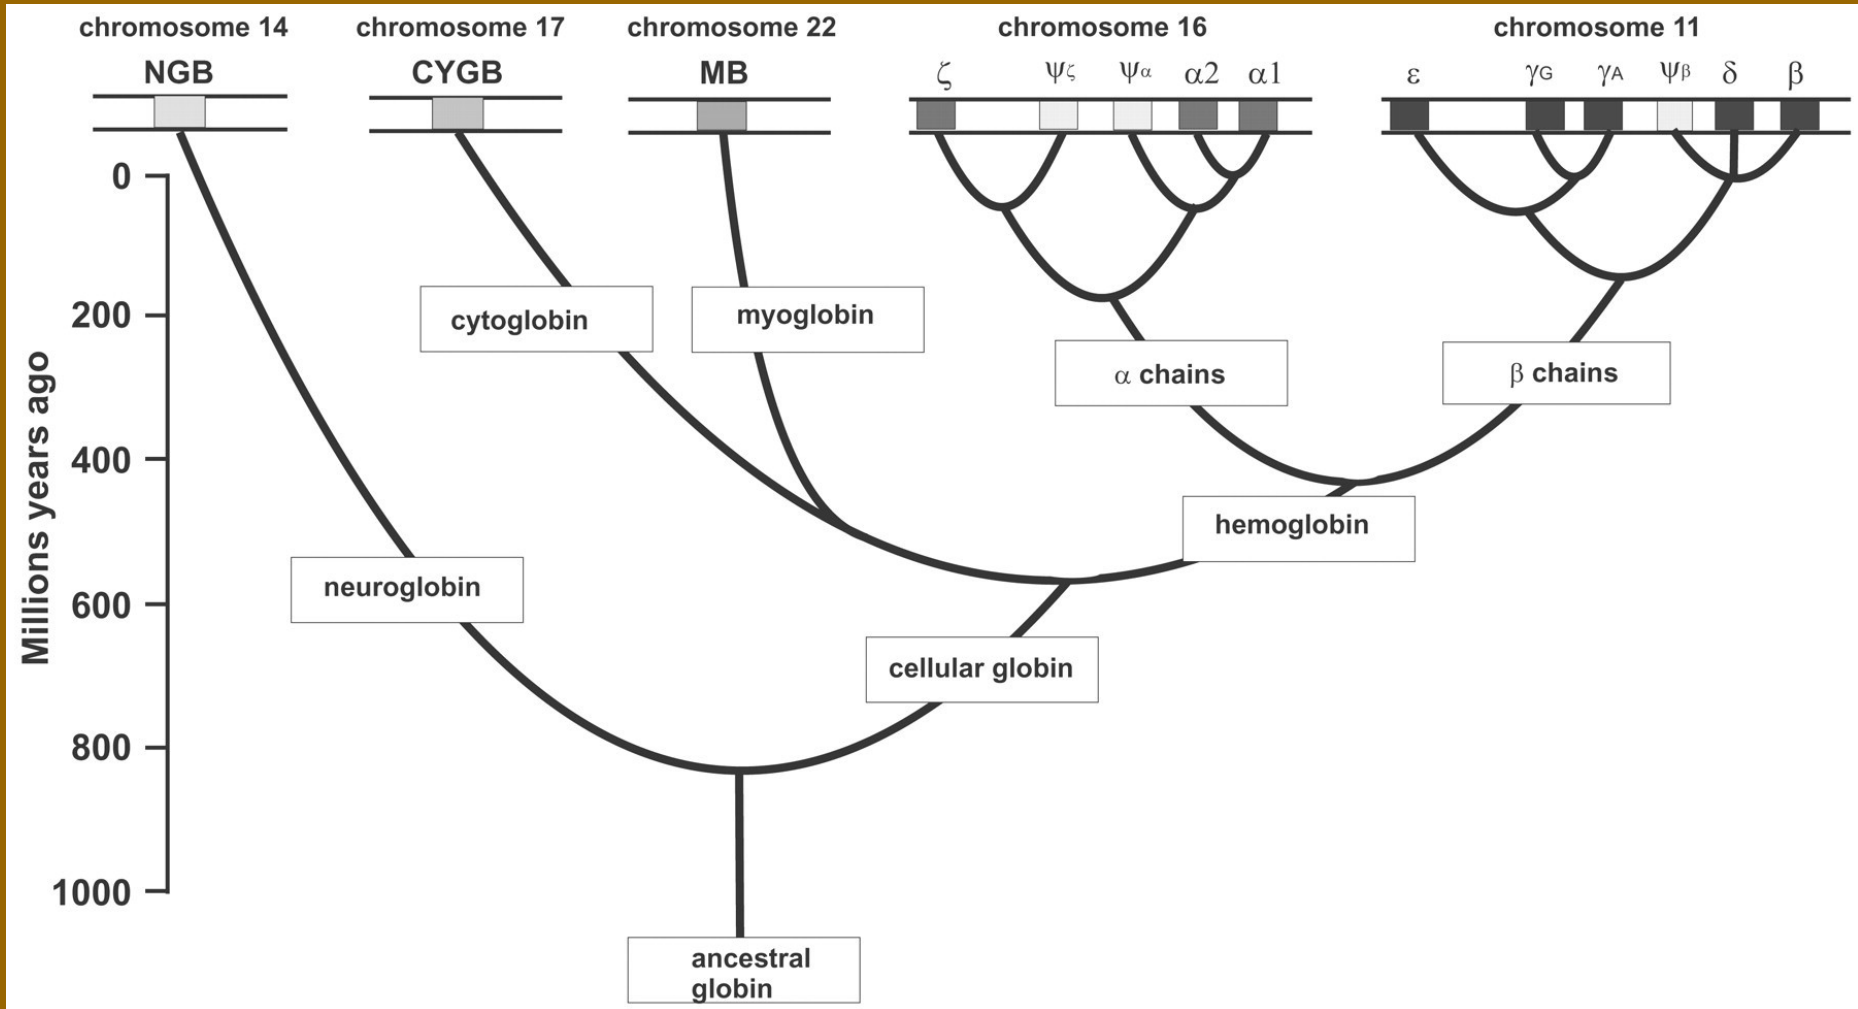 chromosome 14 chromosome 17 chromosome 22 chromosome 16 chromosome 11
NGB CYGB MB ζ ψζ ψα α2 α1 ε γG γA ψβ δ β
0
200
400
600
800
1000
Millions years ago
cytoglobin
myoglobin
α chains
β chains
hemoglobin
neuroglobin
cellular globin
ancestral
globin